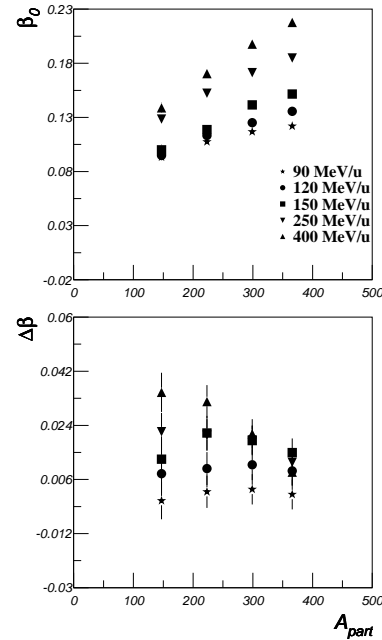 β₀
0.23
0.18
0.13
0.08
0.03
-0.02
90 MeV/u
120 MeV/u
150 MeV/u
250 MeV/u
400 MeV/u
0 100 200 300 400 500
Δβ
0.06
0.042
0.024
0.006
-0.012
-0.03
0 100 200 300 400 500
A_part